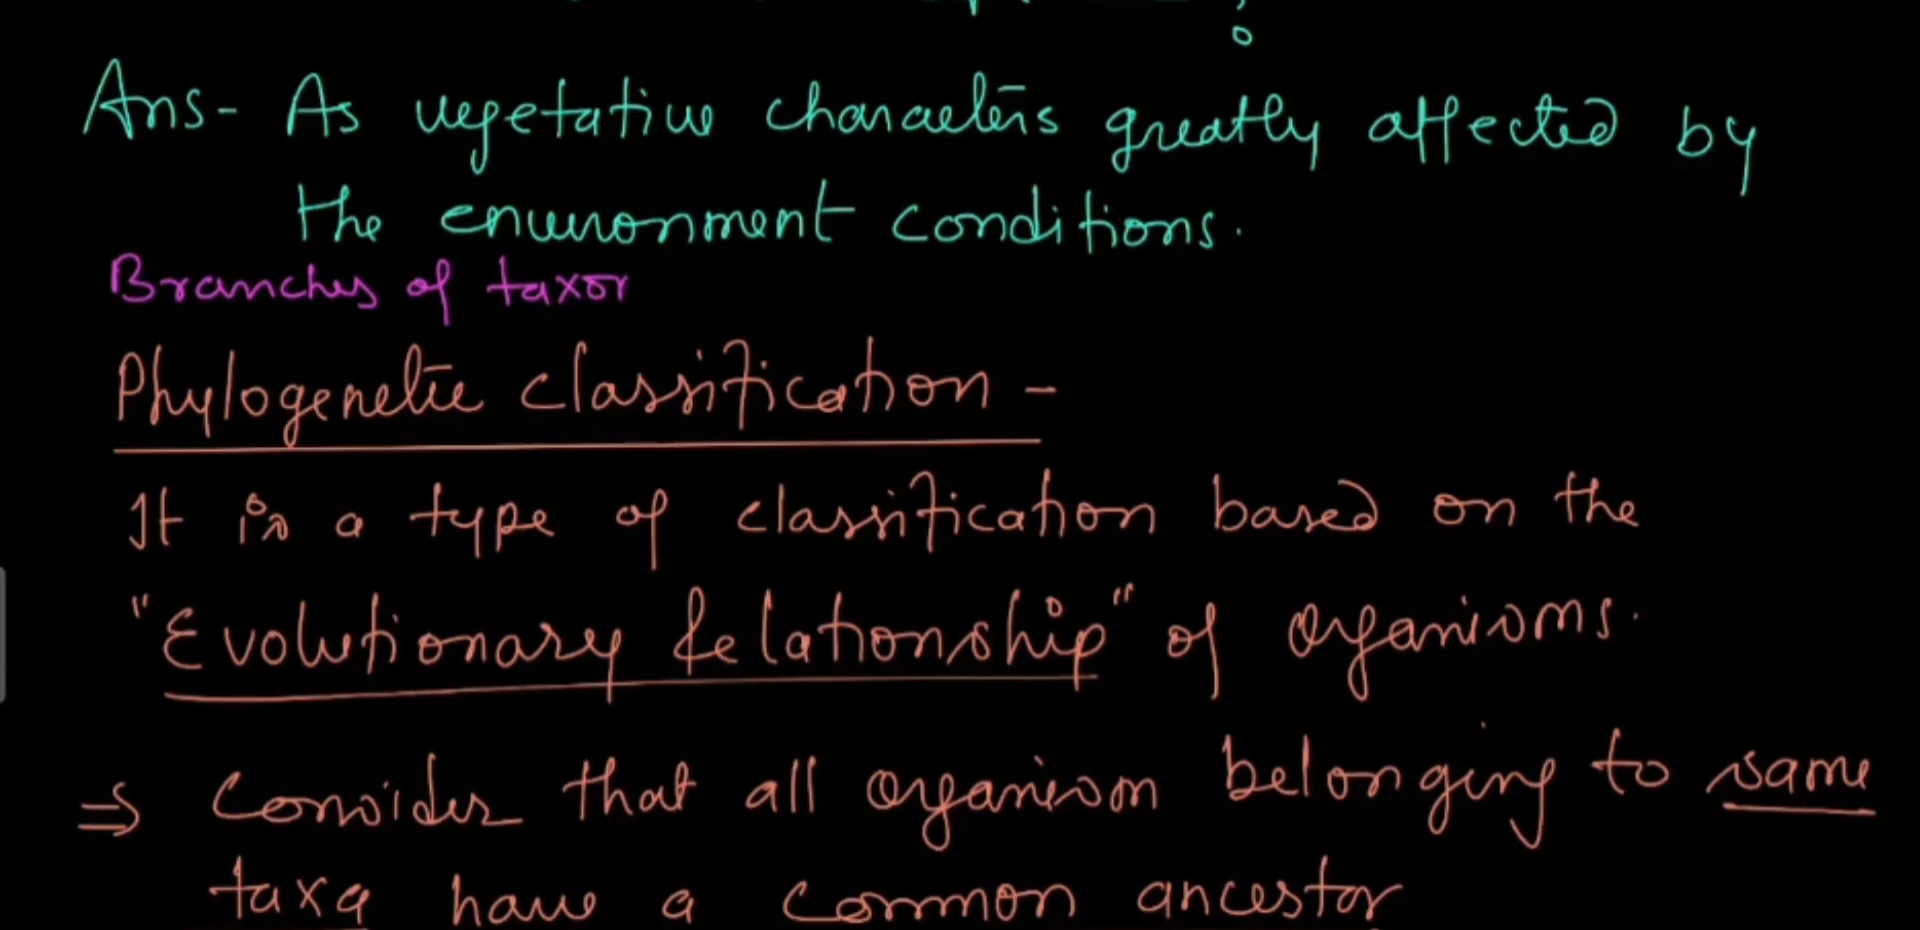 Ans- As vegetative characters greatly affected by
the environment conditions.
Branches of taxor
Phylogenetic classification -
It is a type of classification based on the
"Evolutionary Relationship" of organisms.
⇒ Consider that all organism belonging to same
taxa have a common ancestor